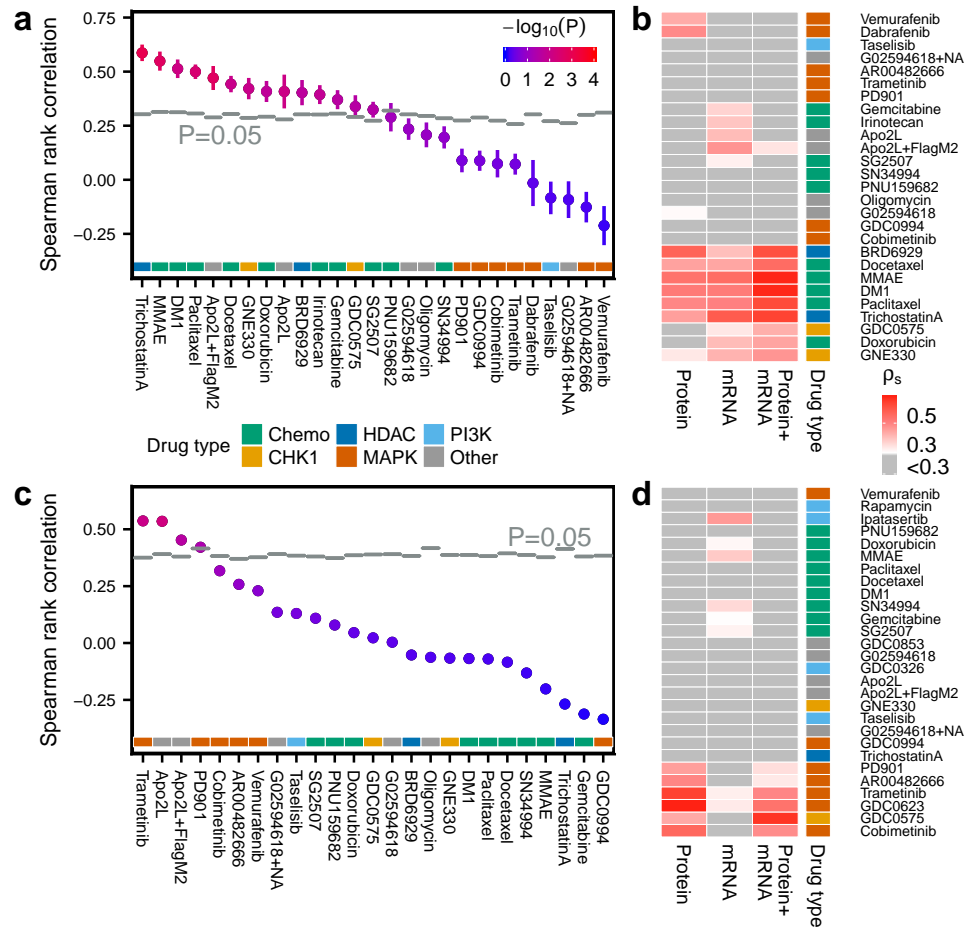 a
Spearman rank correlation
0.50
0.25
0.00
−0.25
−log10(P)
0 1 2 3 4
P=0.05
TrichostatinA
MMAE
DM1
Paclitaxel
Apo2L+FlagM2
Docetaxel
GNE330
Doxorubicin
Apo2L
BRD6929
Irinotecan
Gemcitabine
GDC0575
SG2507
PNU159682
G02594618
Oligomycin
SN34994
PD901
GDC0994
Cobimetinib
Trametinib
Dabrafenib
Taselisib
G02594618+NA
AR00482666
Vemurafenib
Drug type
Chemo
HDAC
PI3K
CHK1
MAPK
Other
b
Vemurafenib
Dabrafenib
Taselisib
G02594618+NA
AR00482666
Trametinib
PD901
Gemcitabine
Irinotecan
Apo2L
Apo2L+FlagM2
SG2507
SN34994
PNU159682
Oligomycin
G02594618
GDC0994
Cobimetinib
BRD6929
Docetaxel
MMAE
DM1
Paclitaxel
TrichostatinA
GDC0575
Doxorubicin
GNE330
Protein
mRNA
Protein+
mRNA
Drug type
ρs
0.5
0.3
<0.3
c
Spearman rank correlation
0.50
0.25
0.00
−0.25
P=0.05
Trametinib
Apo2L
Apo2L+FlagM2
PD901
Cobimetinib
AR00482666
Vemurafenib
G02594618+NA
Taselisib
SG2507
PNU159682
Doxorubicin
GDC0575
G02594618
BRD6929
Oligomycin
GNE330
DM1
Paclitaxel
Docetaxel
SN34994
MMAE
TrichostatinA
Gemcitabine
GDC0994
d
Vemurafenib
Rapamycin
Ipatasertib
PNU159682
Doxorubicin
MMAE
Paclitaxel
Docetaxel
DM1
SN34994
Gemcitabine
SG2507
GDC0853
G02594618
GDC0326
Apo2L
Apo2L+FlagM2
GNE330
Taselisib
G02594618+NA
GDC0994
TrichostatinA
PD901
AR00482666
Trametinib
GDC0623
GDC0575
Cobimetinib
Protein
mRNA
Protein+
mRNA
Drug type